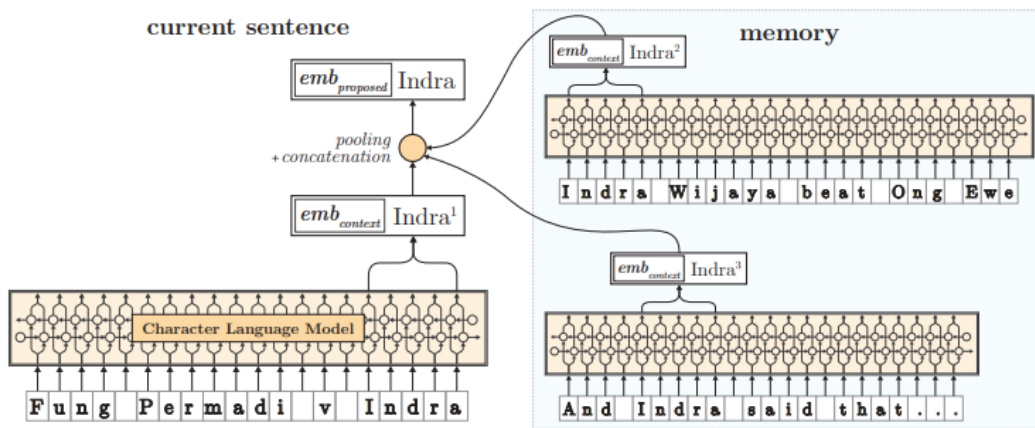 current sentence
emb_proposed Indra
pooling
+concatenation
emb_context Indra¹
Character Language Model
Fung Permadi v Indra
memory
emb_context Indra²
Indra Wijaya beat Ong Ewe
emb_context Indra³
And Indra said that...